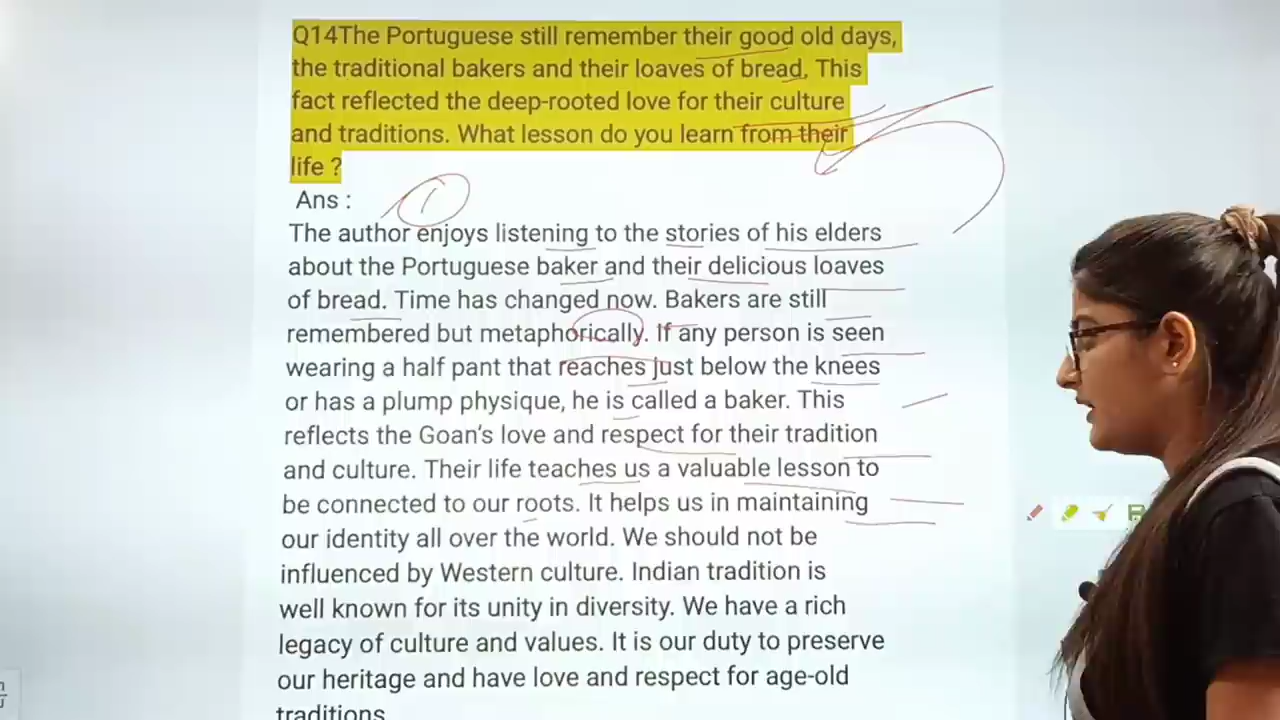 Q14The Portuguese still remember their good old days,
the traditional bakers and their loaves of bread. This
fact reflected the deep-rooted love for their culture
and traditions. What lesson do you learn from their
life ?
Ans :
1
The author enjoys listening to the stories of his elders
about the Portuguese baker and their delicious loaves
of bread. Time has changed now. Bakers are still
remembered but metaphorically. If any person is seen
wearing a half pant that reaches just below the knees
or has a plump physique, he is called a baker. This
reflects the Goan's love and respect for their tradition
and culture. Their life teaches us a valuable lesson to
be connected to our roots. It helps us in maintaining
our identity all over the world. We should not be
influenced by Western culture. Indian tradition is
well known for its unity in diversity. We have a rich
legacy of culture and values. It is our duty to preserve
our heritage and have love and respect for age-old
traditions